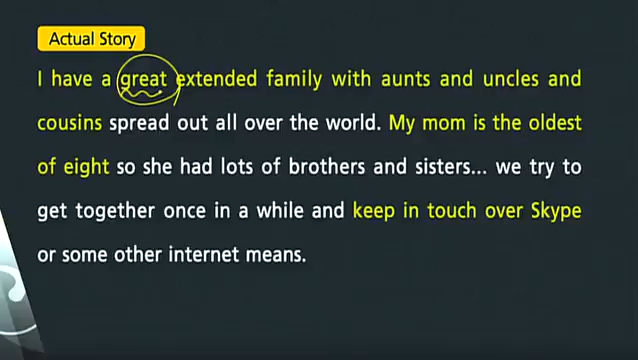 Actual Story
I have a great extended family with aunts and uncles and
cousins spread out all over the world. My mom is the oldest
of eight so she had lots of brothers and sisters... we try to
get together once in a while and keep in touch over Skype
or some other internet means.